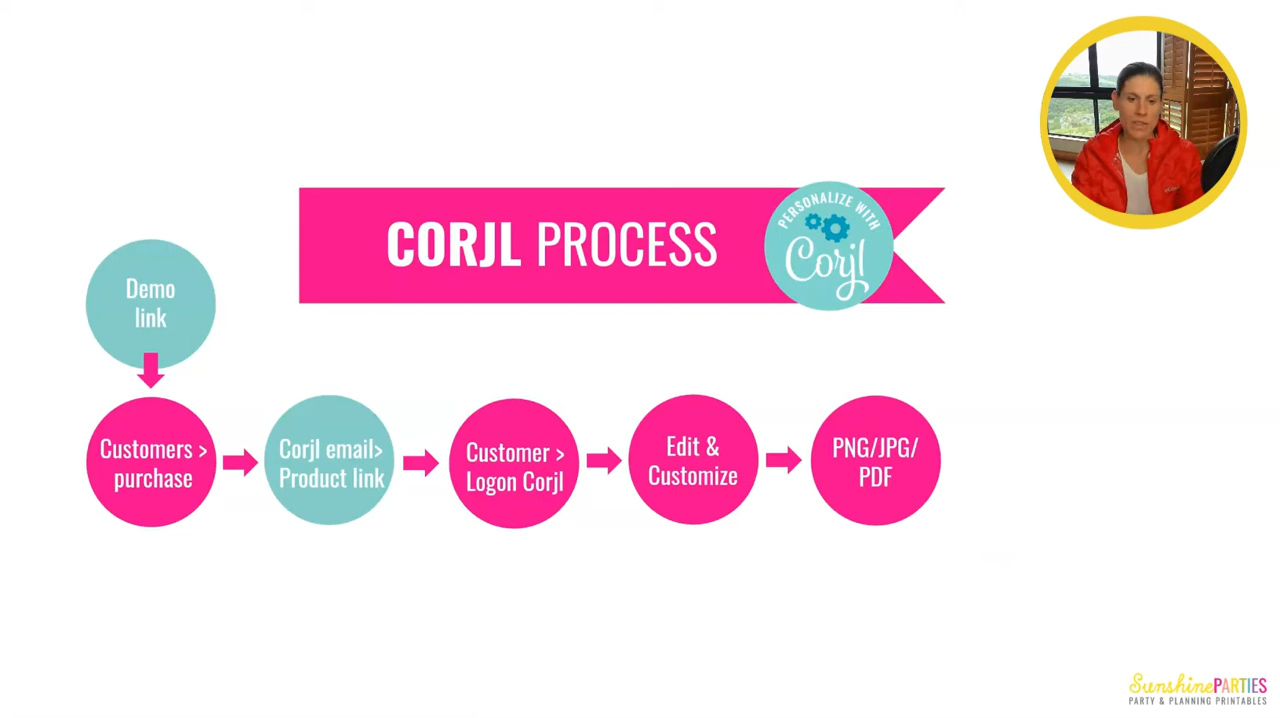 CORJL PROCESS
PERSONALIZE WITH
Corjl
Demo
link
Customers >
purchase
Corjl email>
Product link
Customer >
Logon Corjl
Edit &
Customize
PNG/JPG/
PDF
SunshinePARTIES
PARTY & PLANNING PRINTABLES